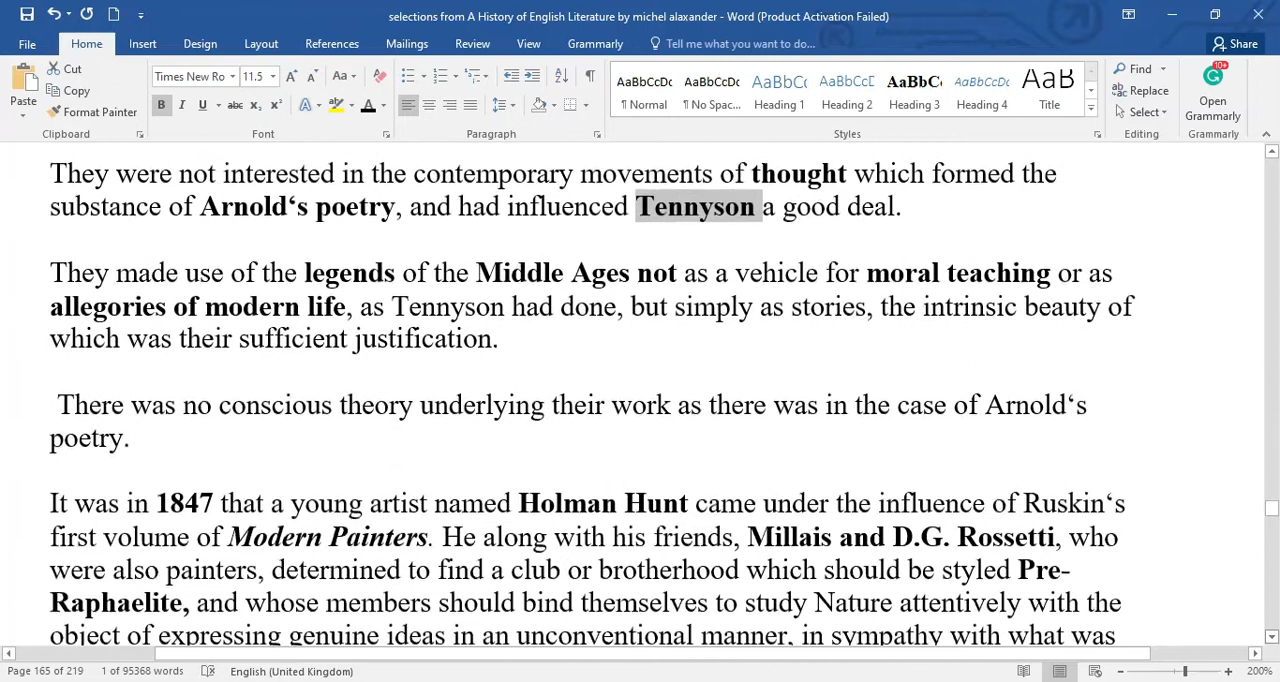 selections from A History of English Literature by michel alaxander - Word (Product Activation Failed)
File Home Insert Design Layout References Mailings Review View Grammarly Tell me what you want to do... Share
Cut
Copy
Format Painter
Paste
Times New Ro 11.5
AaBbCcDc AaBbCcDc AaBbCc AaBbCcD AaBbC AaBbCcDc AaB
¶ Normal ¶ No Spac... Heading 1 Heading 2 Heading 3 Heading 4 Title
Find
Replace
Select
10+
Open
Grammarly
Clipboard Font Paragraph Styles Editing Grammarly
They were not interested in the contemporary movements of thought which formed the
substance of Arnold‘s poetry, and had influenced Tennyson a good deal.
They made use of the legends of the Middle Ages not as a vehicle for moral teaching or as
allegories of modern life, as Tennyson had done, but simply as stories, the intrinsic beauty of
which was their sufficient justification.
There was no conscious theory underlying their work as there was in the case of Arnold‘s
poetry.
It was in 1847 that a young artist named Holman Hunt came under the influence of Ruskin‘s
first volume of Modern Painters. He along with his friends, Millais and D.G. Rossetti, who
were also painters, determined to find a club or brotherhood which should be styled Pre-
Raphaelite, and whose members should bind themselves to study Nature attentively with the
object of expressing genuine ideas in an unconventional manner, in sympathy with what was
Page 165 of 219 1 of 95368 words English (United Kingdom) 200%